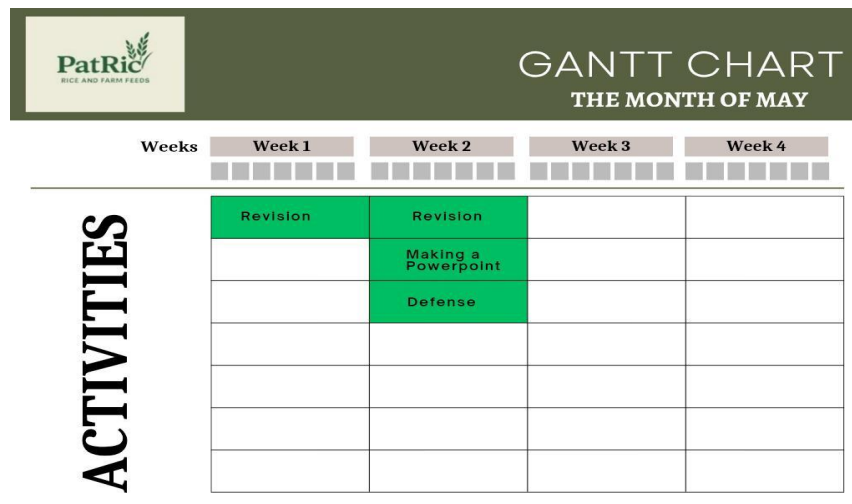 PatRic
RICE AND FARM FEEDS
GANTT CHART
THE MONTH OF MAY
Weeks Week 1 Week 2 Week 3 Week 4
ACTIVITIES
Revision Revision
Making a
Powerpoint
Defense